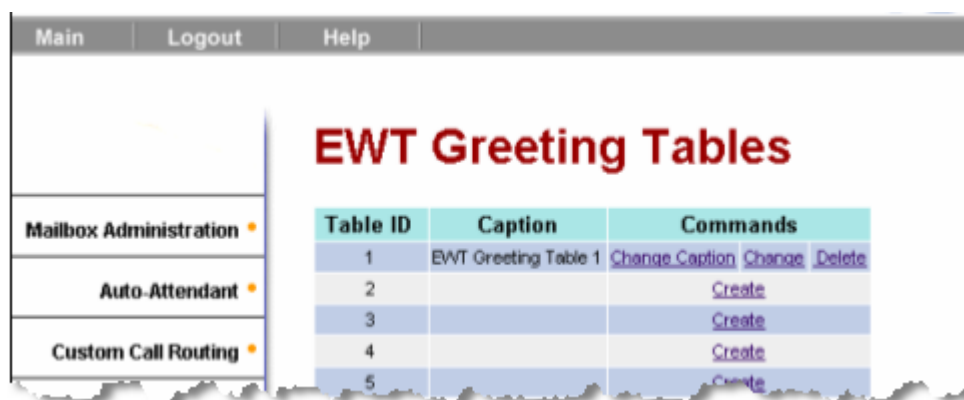 Main Logout Help
EWT Greeting Tables
Mailbox Administration
Auto-Attendant
Custom Call Routing
Table ID Caption Commands
1 EWT Greeting Table 1 Change Caption Change Delete
2 Create
3 Create
4 Create
5 Create